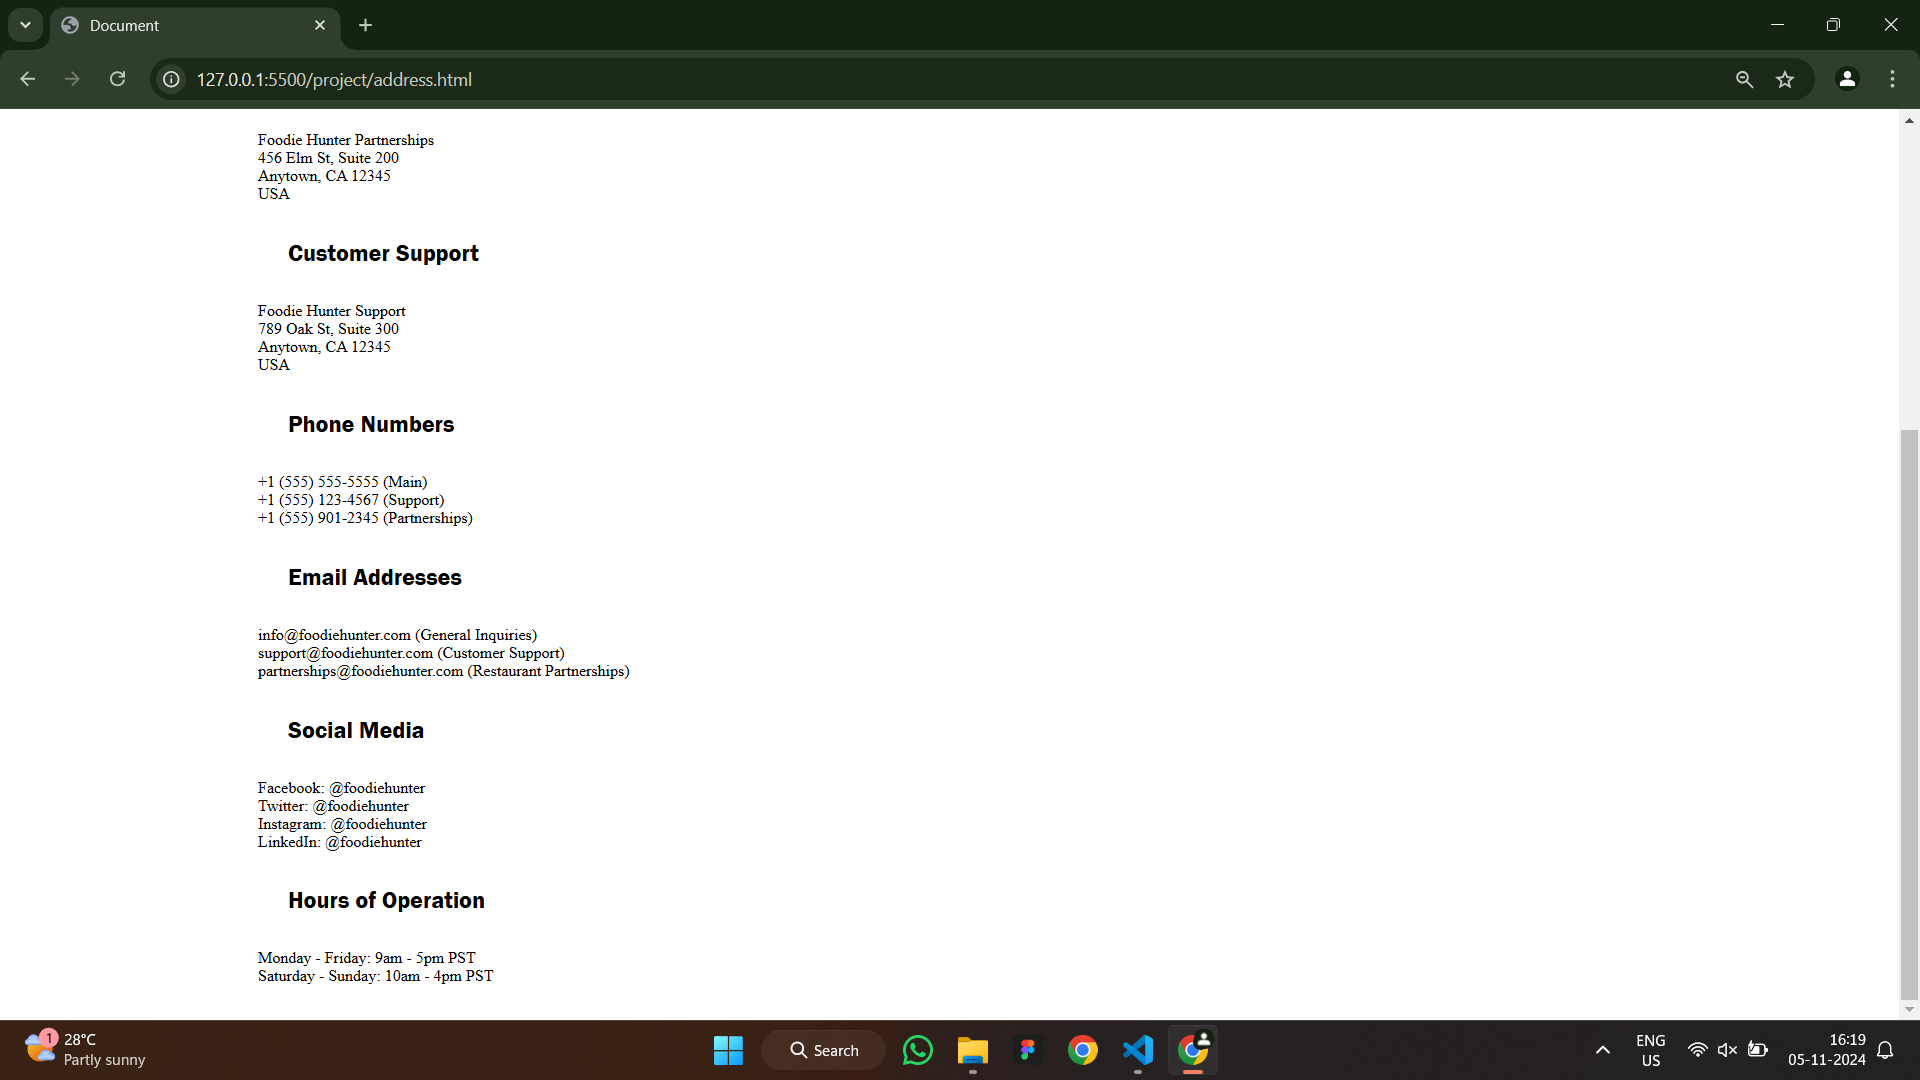 Document
127.0.0.1:5500/project/address.html
Foodie Hunter Partnerships
456 Elm St, Suite 200
Anytown, CA 12345
USA
Customer Support
Foodie Hunter Support
789 Oak St, Suite 300
Anytown, CA 12345
USA
Phone Numbers
+1 (555) 555-5555 (Main)
+1 (555) 123-4567 (Support)
+1 (555) 901-2345 (Partnerships)
Email Addresses
info@foodiehunter.com (General Inquiries)
support@foodiehunter.com (Customer Support)
partnerships@foodiehunter.com (Restaurant Partnerships)
Social Media
Facebook: @foodiehunter
Twitter: @foodiehunter
Instagram: @foodiehunter
LinkedIn: @foodiehunter
Hours of Operation
Monday - Friday: 9am - 5pm PST
Saturday - Sunday: 10am - 4pm PST
1
28°C
Partly sunny
Search
ENG
US
16:19
05-11-2024